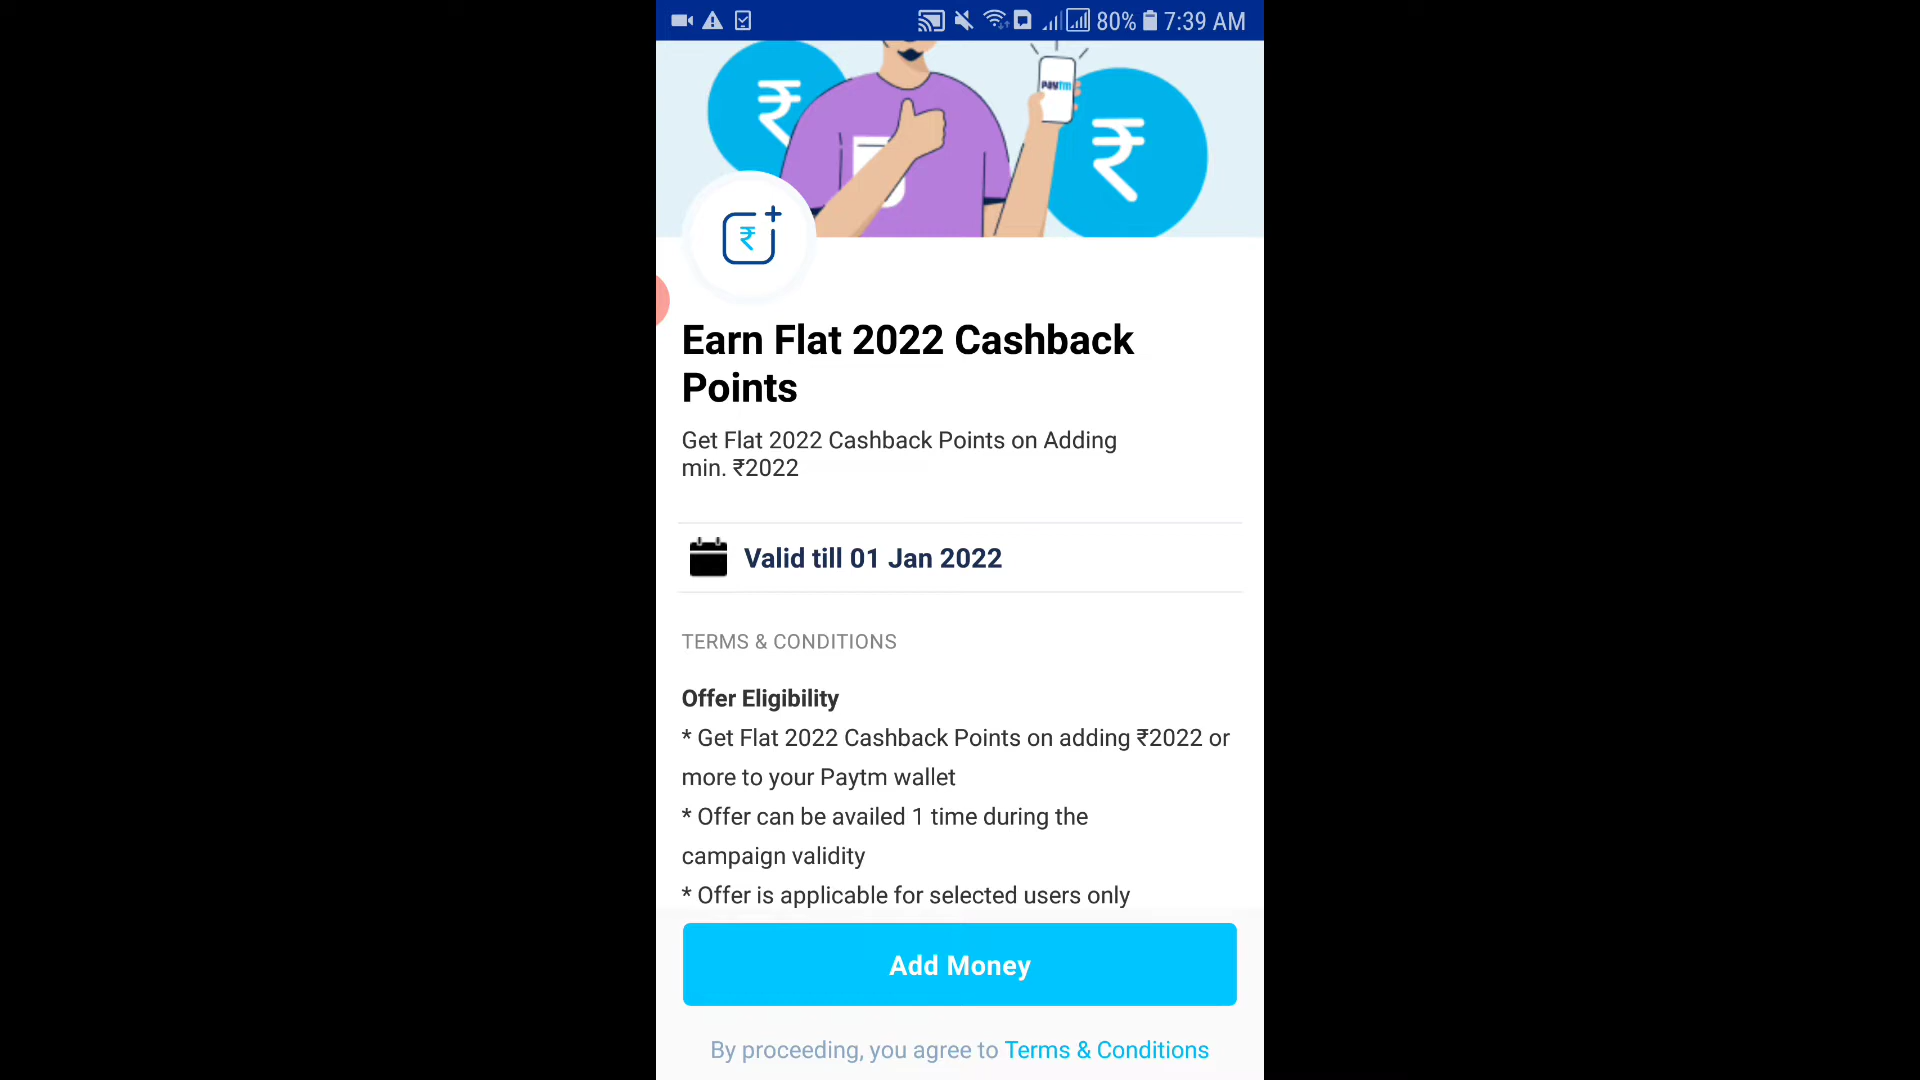 80% 7:39 AM
paytm
Earn Flat 2022 Cashback
Points
Get Flat 2022 Cashback Points on Adding
min. ₹2022
Valid till 01 Jan 2022
TERMS & CONDITIONS
Offer Eligibility
* Get Flat 2022 Cashback Points on adding ₹2022 or
more to your Paytm wallet
* Offer can be availed 1 time during the
campaign validity
* Offer is applicable for selected users only
Add Money
By proceeding, you agree to Terms & Conditions